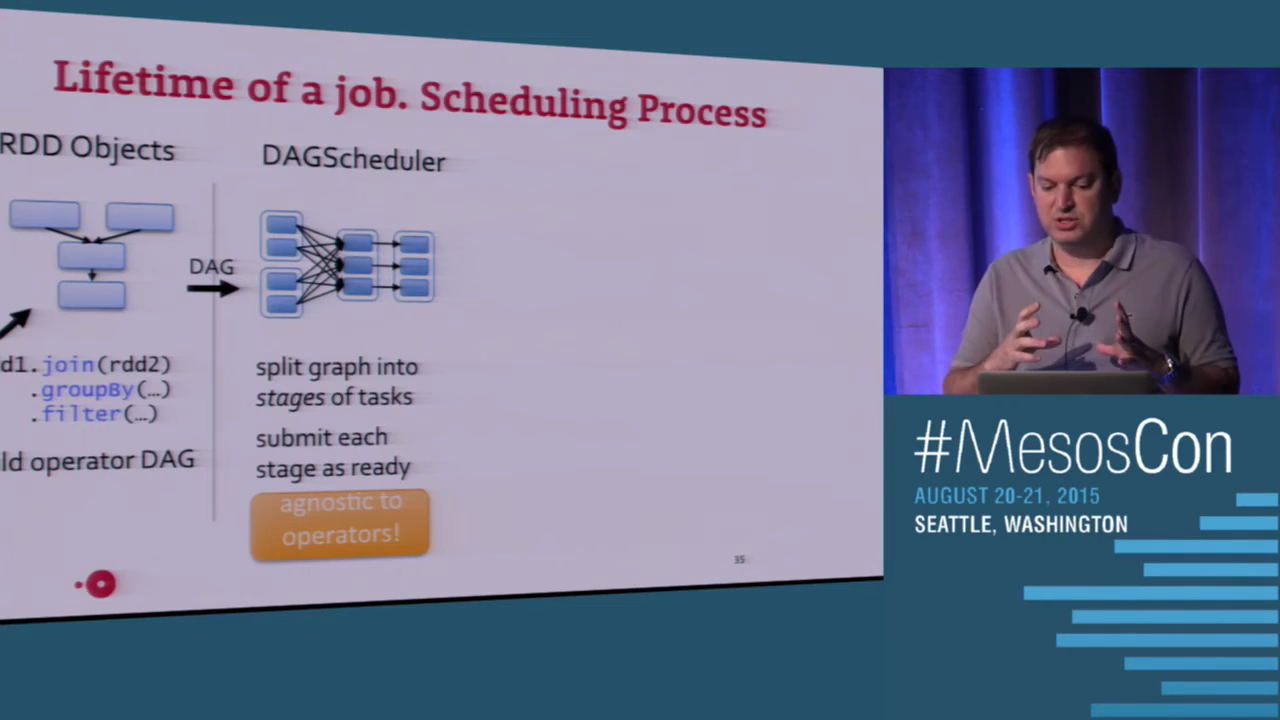 Lifetime of a job. Scheduling Process
RDD Objects
DAGScheduler
DAG
d1.join(rdd2)
.groupBy(…)
.filter(…)
ld operator DAG
split graph into
stages of tasks
submit each
stage as ready
agnostic to
operators!
35
#MesosCon
AUGUST 20-21, 2015
SEATTLE, WASHINGTON